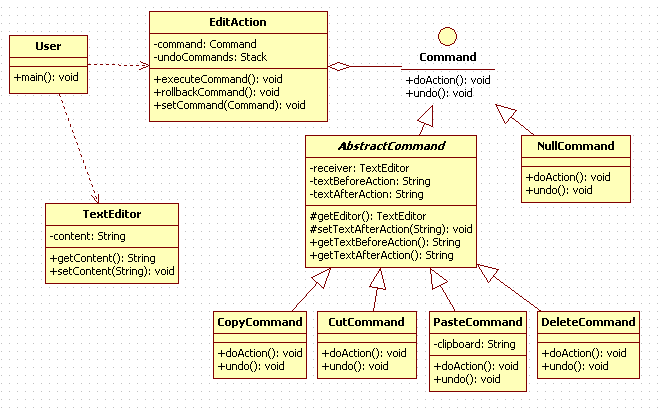 EditAction
-command: Command
-undoCommands: Stack
+executeCommand(): void
+rollbackCommand(): void
+setCommand(Command): void
User
+main(): void
Command
+doAction(): void
+undo(): void
AbstractCommand
-receiver: TextEditor
-textBeforeAction: String
-textAfterAction: String
#getEditor(): TextEditor
#setTextAfterAction(String): void
+getTextBeforeAction(): String
+getTextAfterAction(): String
NullCommand
+doAction(): void
+undo(): void
TextEditor
-content: String
+getContent(): String
+setContent(String): void
CopyCommand
+doAction(): void
+undo(): void
CutCommand
+doAction(): void
+undo(): void
PasteCommand
-clipboard: String
+doAction(): void
+undo(): void
DeleteCommand
+doAction(): void
+undo(): void